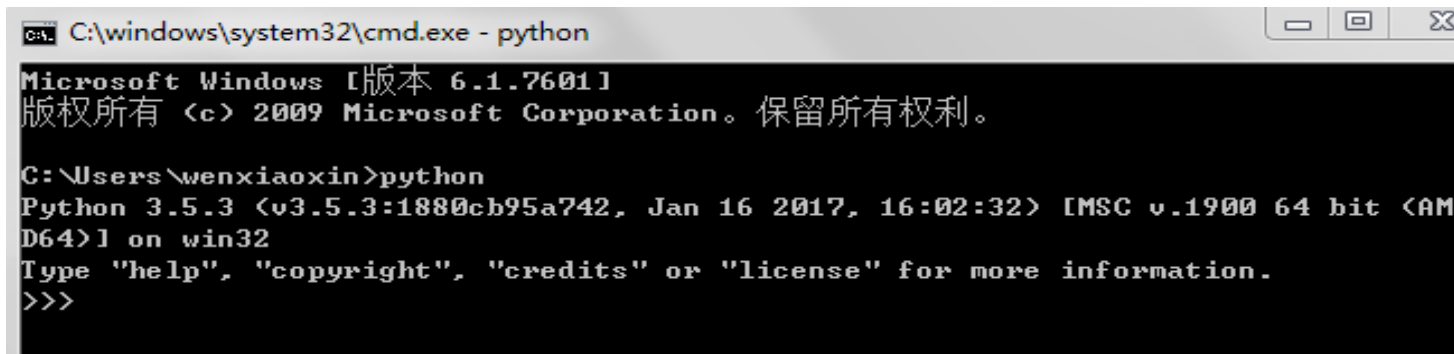 C:\windows\system32\cmd.exe - python
Microsoft Windows [版本 6.1.7601]
版权所有 (c) 2009 Microsoft Corporation。保留所有权利。
C:\Users\wenxiaoxin>python
Python 3.5.3 (v3.5.3:1880cb95a742, Jan 16 2017, 16:02:32) [MSC v.1900 64 bit (AM
D64)] on win32
Type "help", "copyright", "credits" or "license" for more information.
>>>